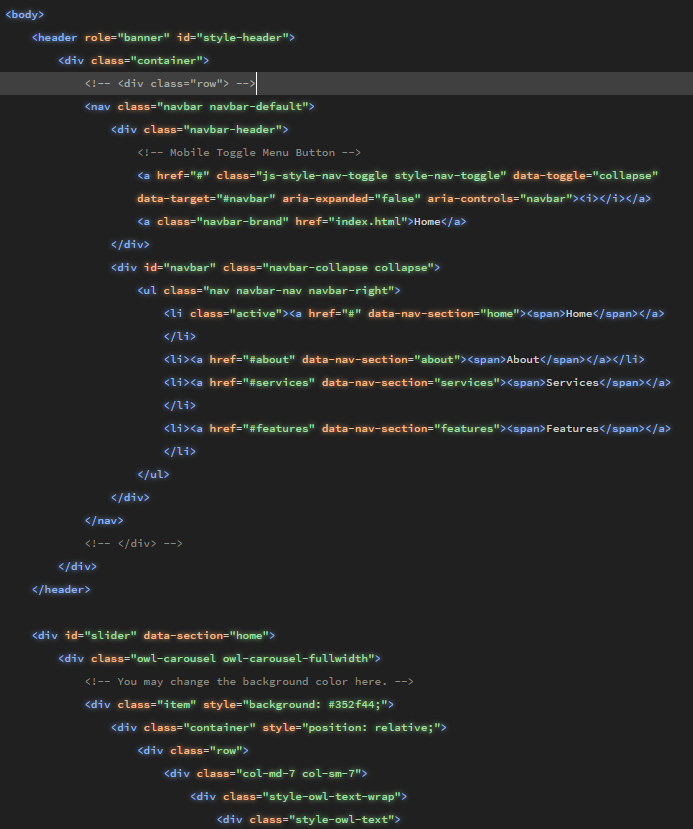 <body>
<header role="banner" id="style-header">
<div class="container">
<!-- <div class="row"> -->
<nav class="navbar navbar-default">
<div class="navbar-header">
<!-- Mobile Toggle Menu Button -->
<a href="#" class="js-style-nav-toggle style-nav-toggle" data-toggle="collapse"
data-target="#navbar" aria-expanded="false" aria-controls="navbar"><i></i></a>
<a class="navbar-brand" href="index.html">Home</a>
</div>
<div id="navbar" class="navbar-collapse collapse">
<ul class="nav navbar-nav navbar-right">
<li class="active"><a href="#" data-nav-section="home"><span>Home</span></a>
</li>
<li><a href="#about" data-nav-section="about"><span>About</span></a></li>
<li><a href="#services" data-nav-section="services"><span>Services</span></a>
</li>
<li><a href="#features" data-nav-section="features"><span>Features</span></a>
</li>
</ul>
</div>
</nav>
<!-- </div> -->
</div>
</header>
<div id="slider" data-section="home">
<div class="owl-carousel owl-carousel-fullwidth">
<!-- You may change the background color here. -->
<div class="item" style="background: #352f44;">
<div class="container" style="position: relative;">
<div class="row">
<div class="col-md-7 col-sm-7">
<div class="style-owl-text-wrap">
<div class="style-owl-text">